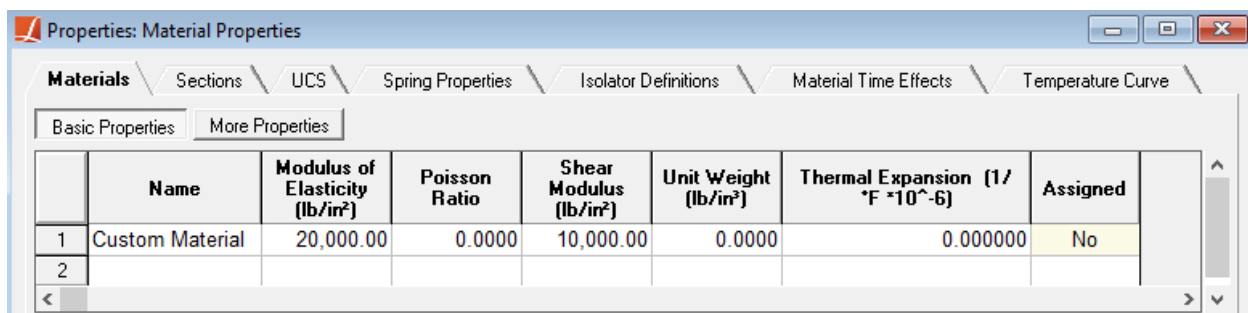 Properties: Material Properties
Materials Sections UCS Spring Properties Isolator Definitions Material Time Effects Temperature Curve
Basic Properties More Properties
Name Modulus of Elasticity (lb/in²) Poisson Ratio Shear Modulus (lb/in²) Unit Weight (lb/in³) Thermal Expansion (1/°F *10^-6) Assigned
1 Custom Material 20,000.00 0.0000 10,000.00 0.0000 0.000000 No
2